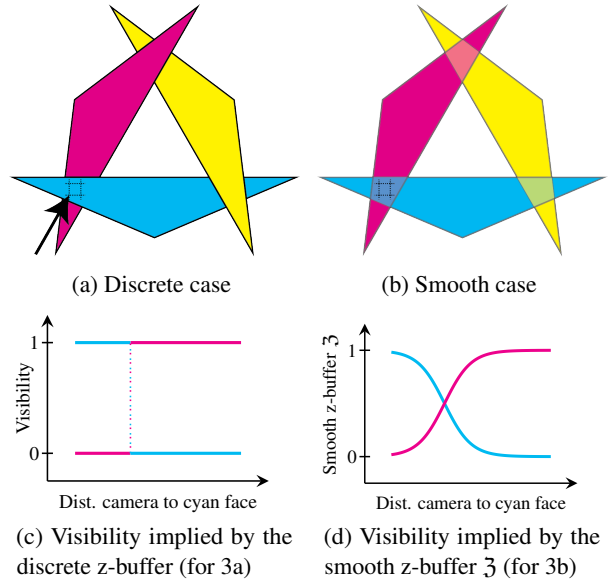 (a) Discrete case
(b) Smooth case
1
0
Visibility
Dist. camera to cyan face
1
0
Smooth z-buffer ℨ
Dist. camera to cyan face
(c) Visibility implied by the
discrete z-buffer (for 3a)
(d) Visibility implied by the
smooth z-buffer ℨ (for 3b)